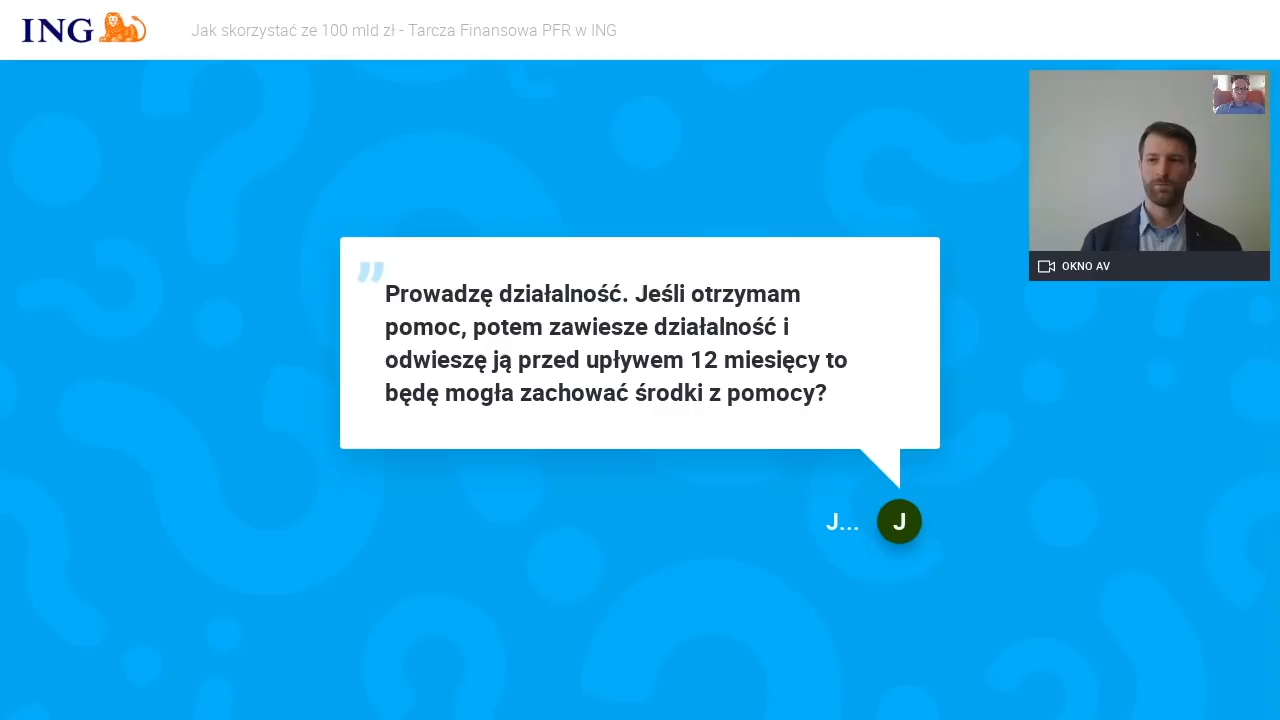 ING
Jak skorzystać ze 100 mld zł - Tarcza Finansowa PFR w ING
OKNO AV
"
Prowadzę działalność. Jeśli otrzymam
pomoc, potem zawiesze działalność i
odwieszę ją przed upływem 12 miesięcy to
będę mogła zachować środki z pomocy?
J... J